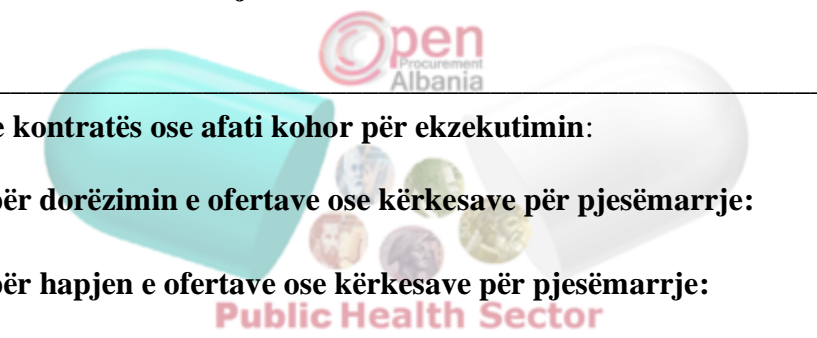 Open
Procurement
Albania
e kontratës ose afati kohor për ekzekutimin:
për dorëzimin e ofertave ose kërkesave për pjesëmarrje:
për hapjen e ofertave ose kërkesave për pjesëmarrje:
Public Health Sector